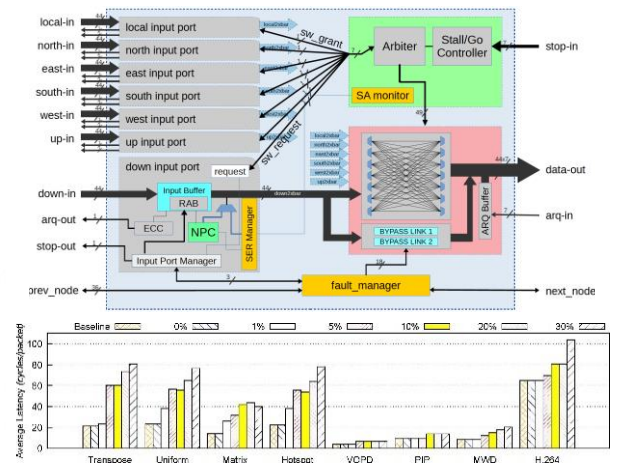 local-in
north-in
east-in
south-in
west-in
up-in
down-in
arq-out
stop-out
prev_node
local input port
north input port
east input port
south input port
west input port
up input port
down input port
request
Input Buffer
RAB
ECC
NPC
SER Manager
Input Port Manager
sw_grant
sw_request
down2xbar
Arbiter
Stall/Go
Controller
SA monitor
stop-in
data-out
BYPASS LINK 1
BYPASS LINK 2
ARQ Buffer
arq-in
fault_manager
3
next_node
Average Latency (cycles/packet)
Baseline 0% 1% 5% 10% 20% 30%
100
80
60
40
20
0
Transpose Uniform Matrix Hotspot VOPD PIP MWD H.264